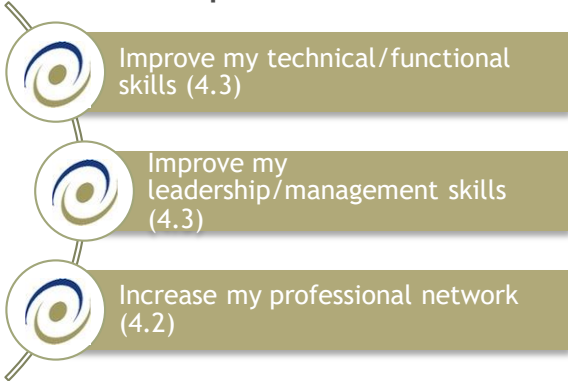 Improve my technical/functional
skills (4.3)
Improve my
leadership/management skills
(4.3)
Increase my professional network
(4.2)